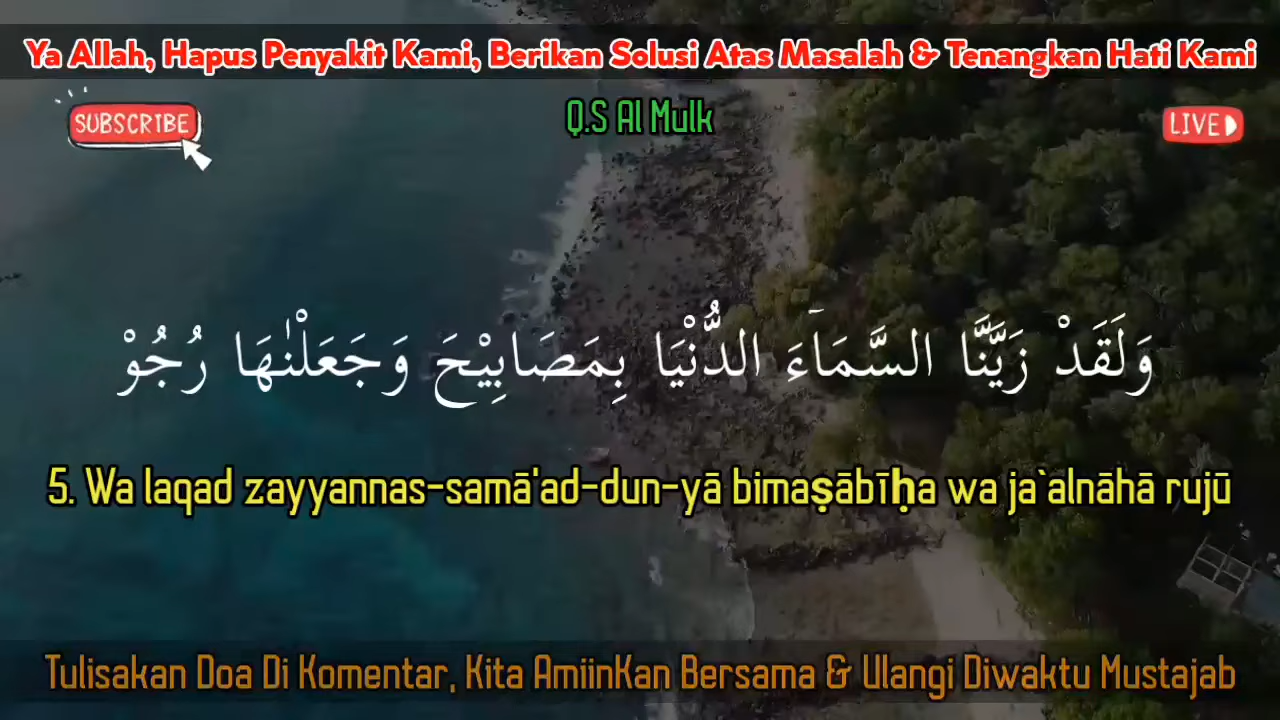 Ya Allah, Hapus Penyakit Kami, Berikan Solusi Atas Masalah & Tenangkan Hati Kami
SUBSCRIBE
Q.S Al Mulk
LIVE
وَلَقَدْ زَيَّنَّا السَّمَاۤءَ الدُّنْيَا بِمَصَابِيْحَ وَجَعَلْنٰهَا رُجُوْ
5. Wa laqad zayyannas-samā'ad-dun-yā bimaṣābīḥa wa ja`alnāhā rujū
Tulisakan Doa Di Komentar, Kita AmiinKan Bersama & Ulangi Diwaktu Mustajab